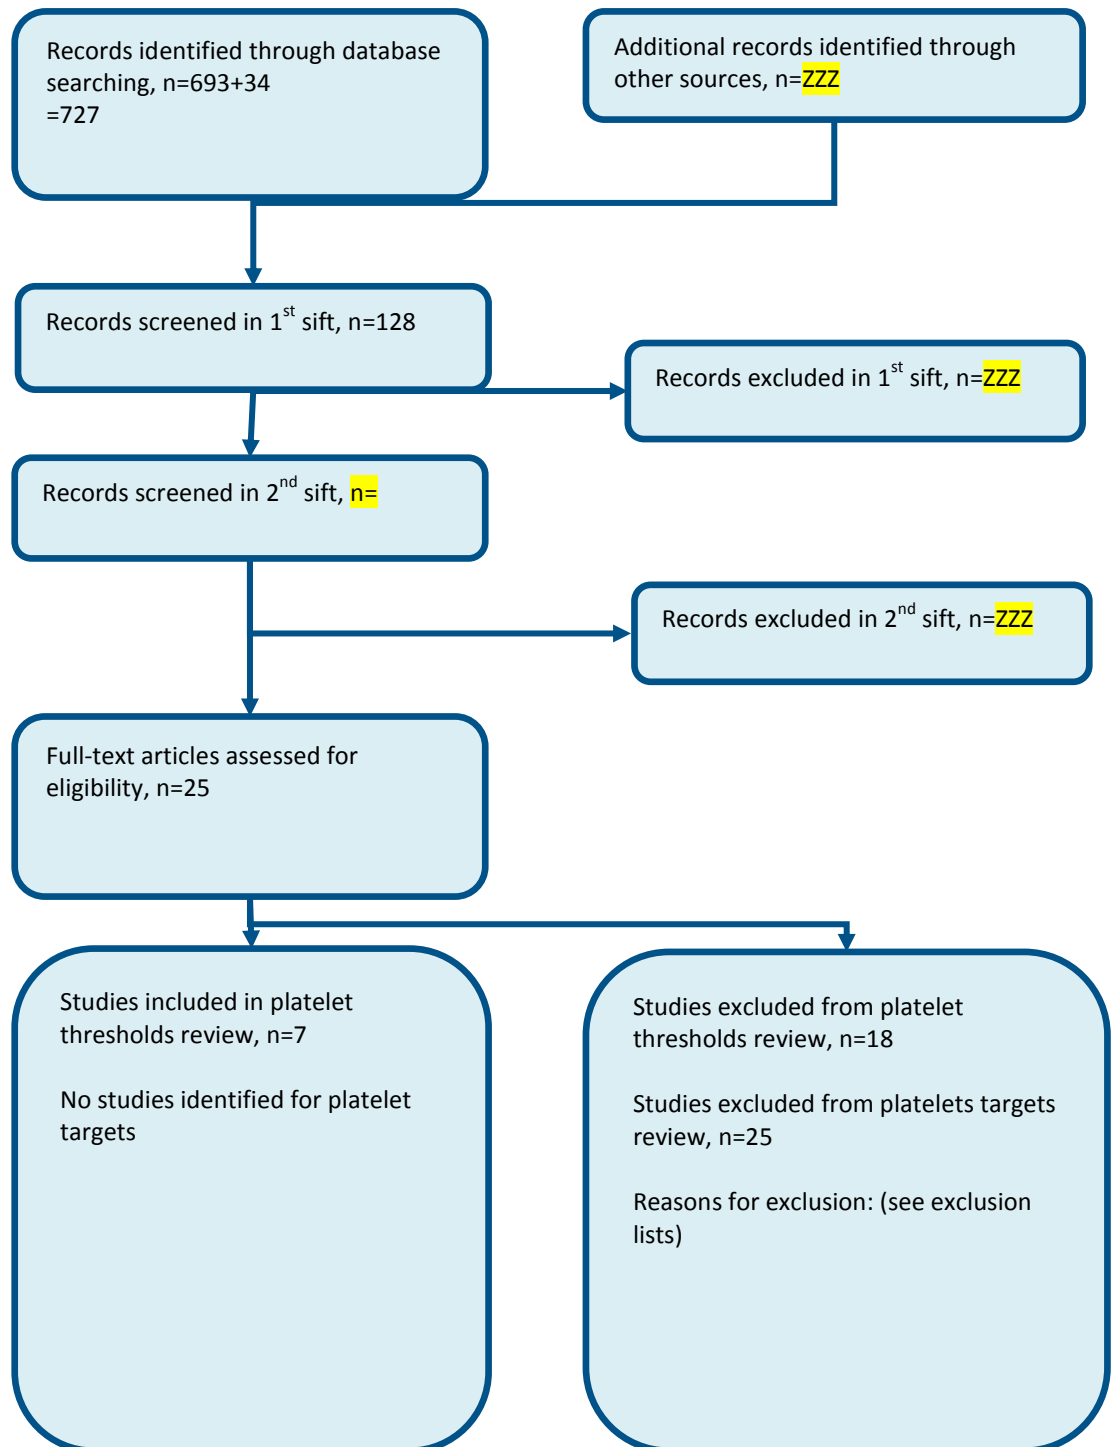 Records identified through database
searching, n=693+34
=727
Additional records identified through
other sources, n=ZZZ
Records screened in 1st sift, n=128
Records excluded in 1st sift, n=ZZZ
Records screened in 2nd sift, n=
Records excluded in 2nd sift, n=ZZZ
Full-text articles assessed for
eligibility, n=25
Studies included in platelet
thresholds review, n=7
No studies identified for platelet
targets
Studies excluded from platelet
thresholds review, n=18
Studies excluded from platelets targets
review, n=25
Reasons for exclusion: (see exclusion
lists)